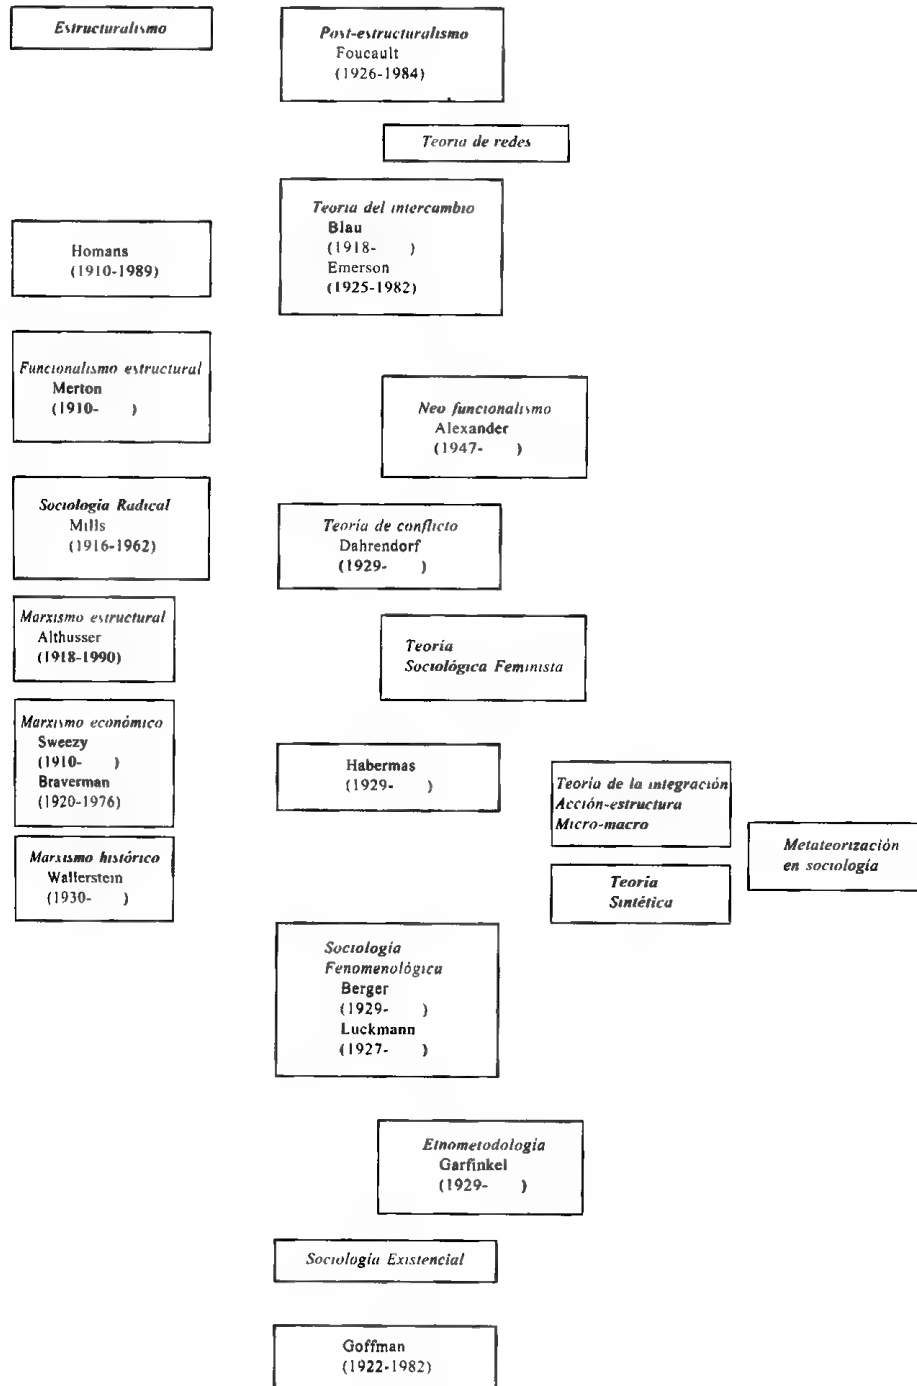 Estructuralismo
Post-estructuralismo
Foucault
(1926-1984)
Teoría de redes
Teoría del intercambio
Blau
(1918- )
Emerson
(1925-1982)
Homans
(1910-1989)
Funcionalismo estructural
Merton
(1910- )
Neo funcionalismo
Alexander
(1947- )
Sociología Radical
Mills
(1916-1962)
Teoría de conflicto
Dahrendorf
(1929- )
Marxismo estructural
Althusser
(1918-1990)
Teoría
Sociológica Feminista
Marxismo económico
Sweezy
(1910- )
Braverman
(1920-1976)
Habermas
(1929- )
Teoría de la integración
Acción-estructura
Micro-macro
Metateorización
en sociología
Marxismo histórico
Wallerstein
(1930- )
Teoría
Sintética
Sociología
Fenomenológica
Berger
(1929- )
Luckmann
(1927- )
Etnometodología
Garfinkel
(1929- )
Sociología Existencial
Goffman
(1922-1982)